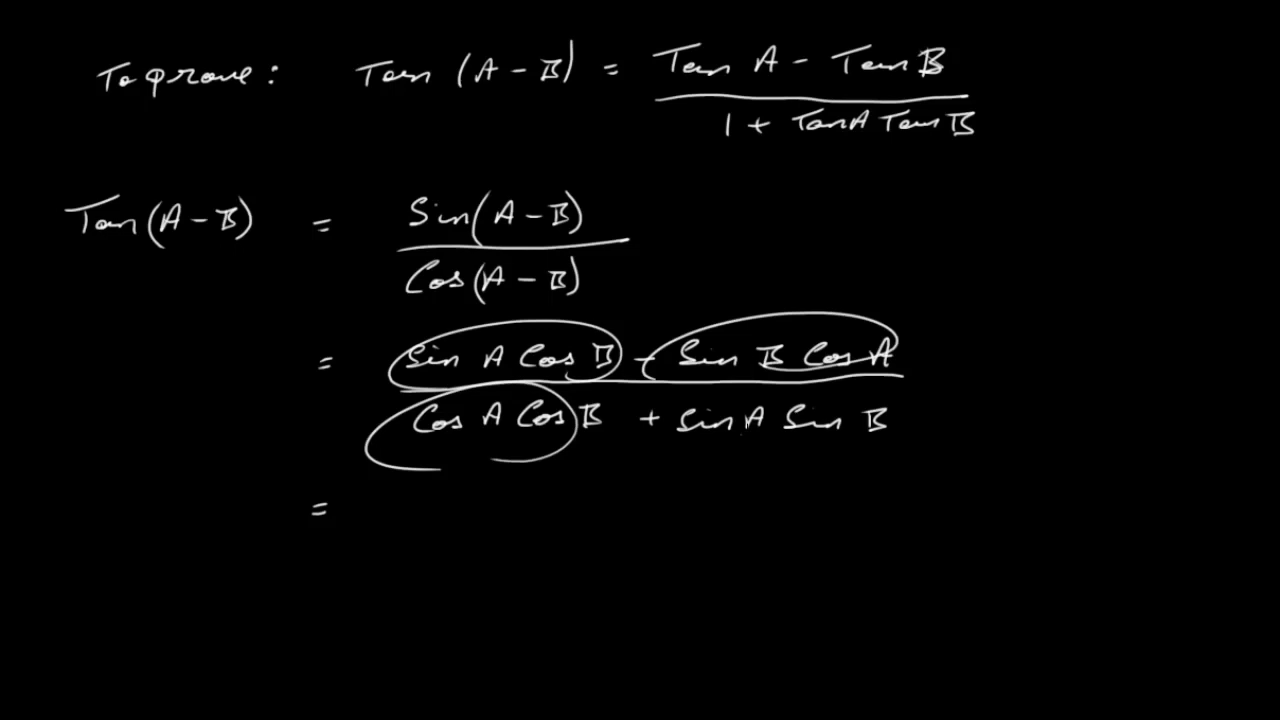 To prove: Tan (A - B) = Tan A - Tan B
1 + Tan A Tan B
Tan (A - B) = Sin (A - B)
Cos (A - B)
= Sin A Cos B - Sin B Cos A
Cos A Cos B + Sin A Sin B
=